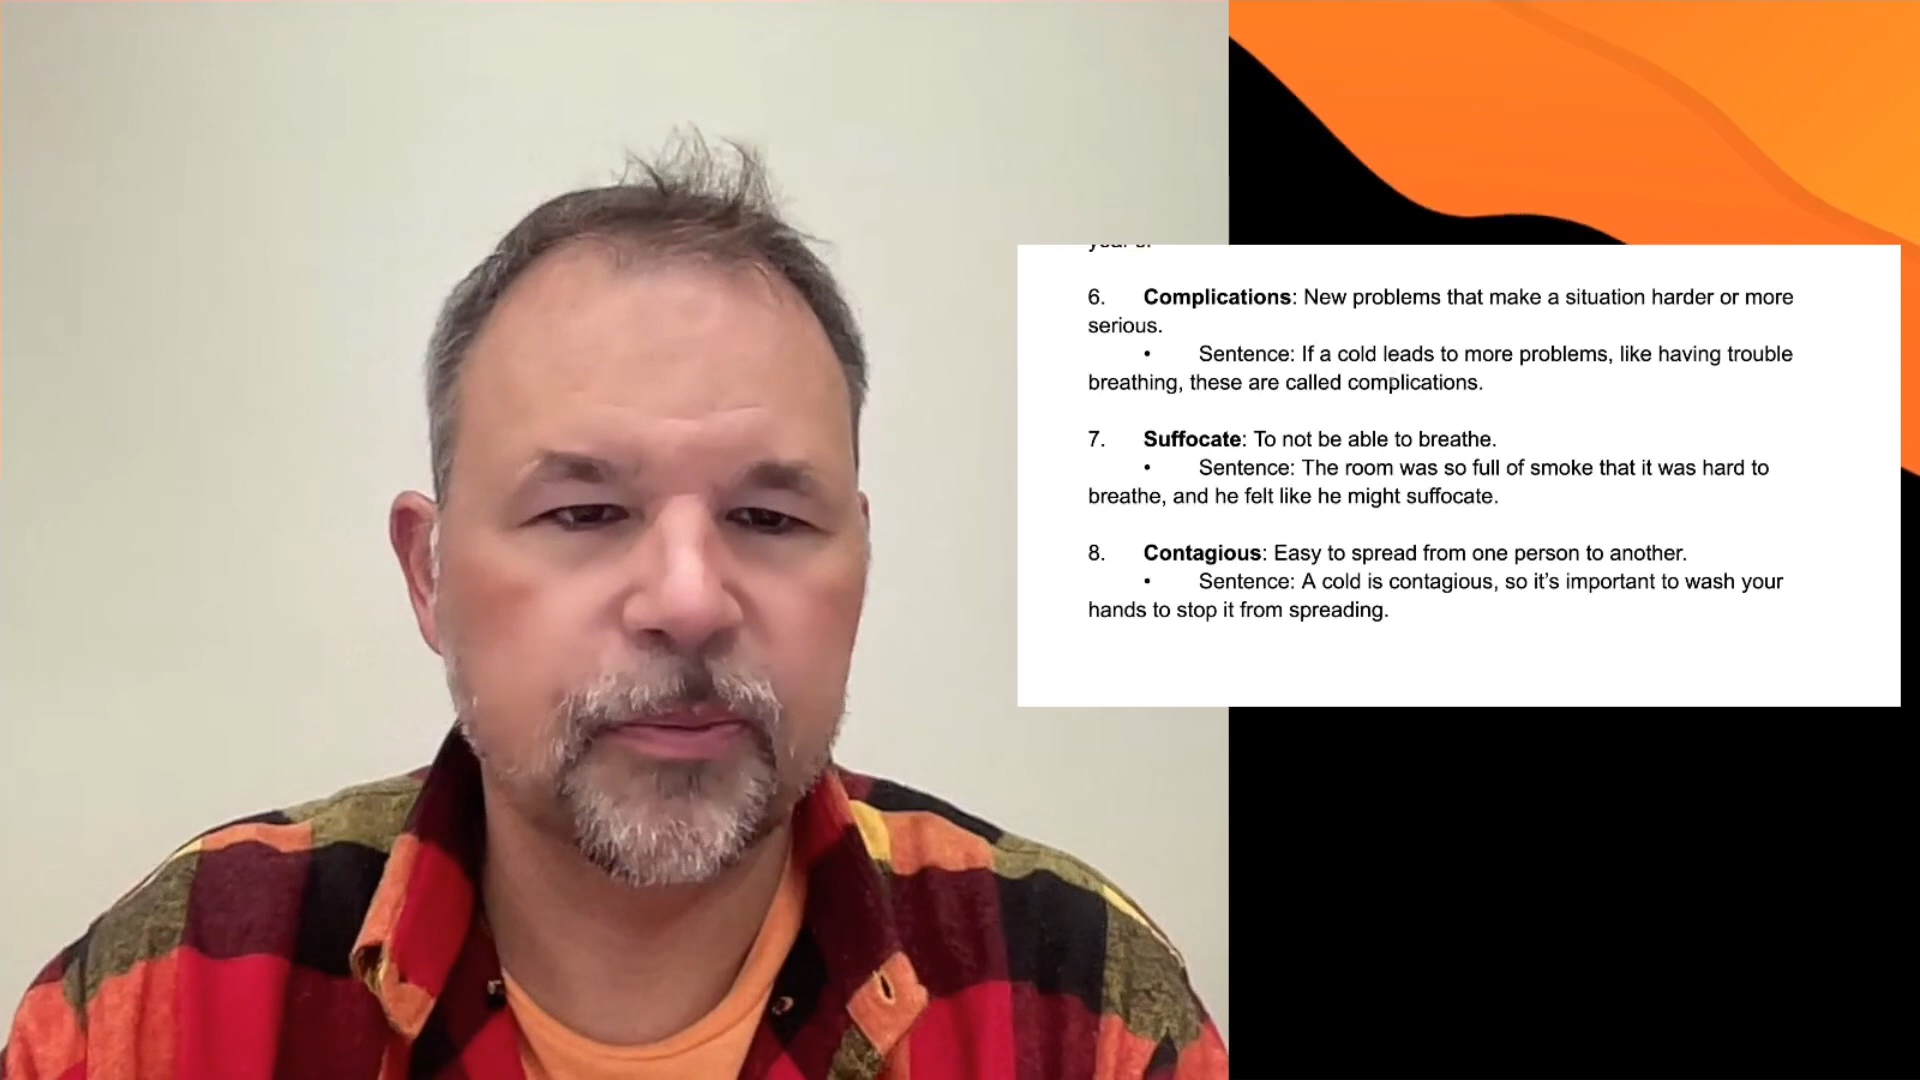 6. Complications: New problems that make a situation harder or more
serious.
• Sentence: If a cold leads to more problems, like having trouble
breathing, these are called complications.
7. Suffocate: To not be able to breathe.
• Sentence: The room was so full of smoke that it was hard to
breathe, and he felt like he might suffocate.
8. Contagious: Easy to spread from one person to another.
• Sentence: A cold is contagious, so it’s important to wash your
hands to stop it from spreading.